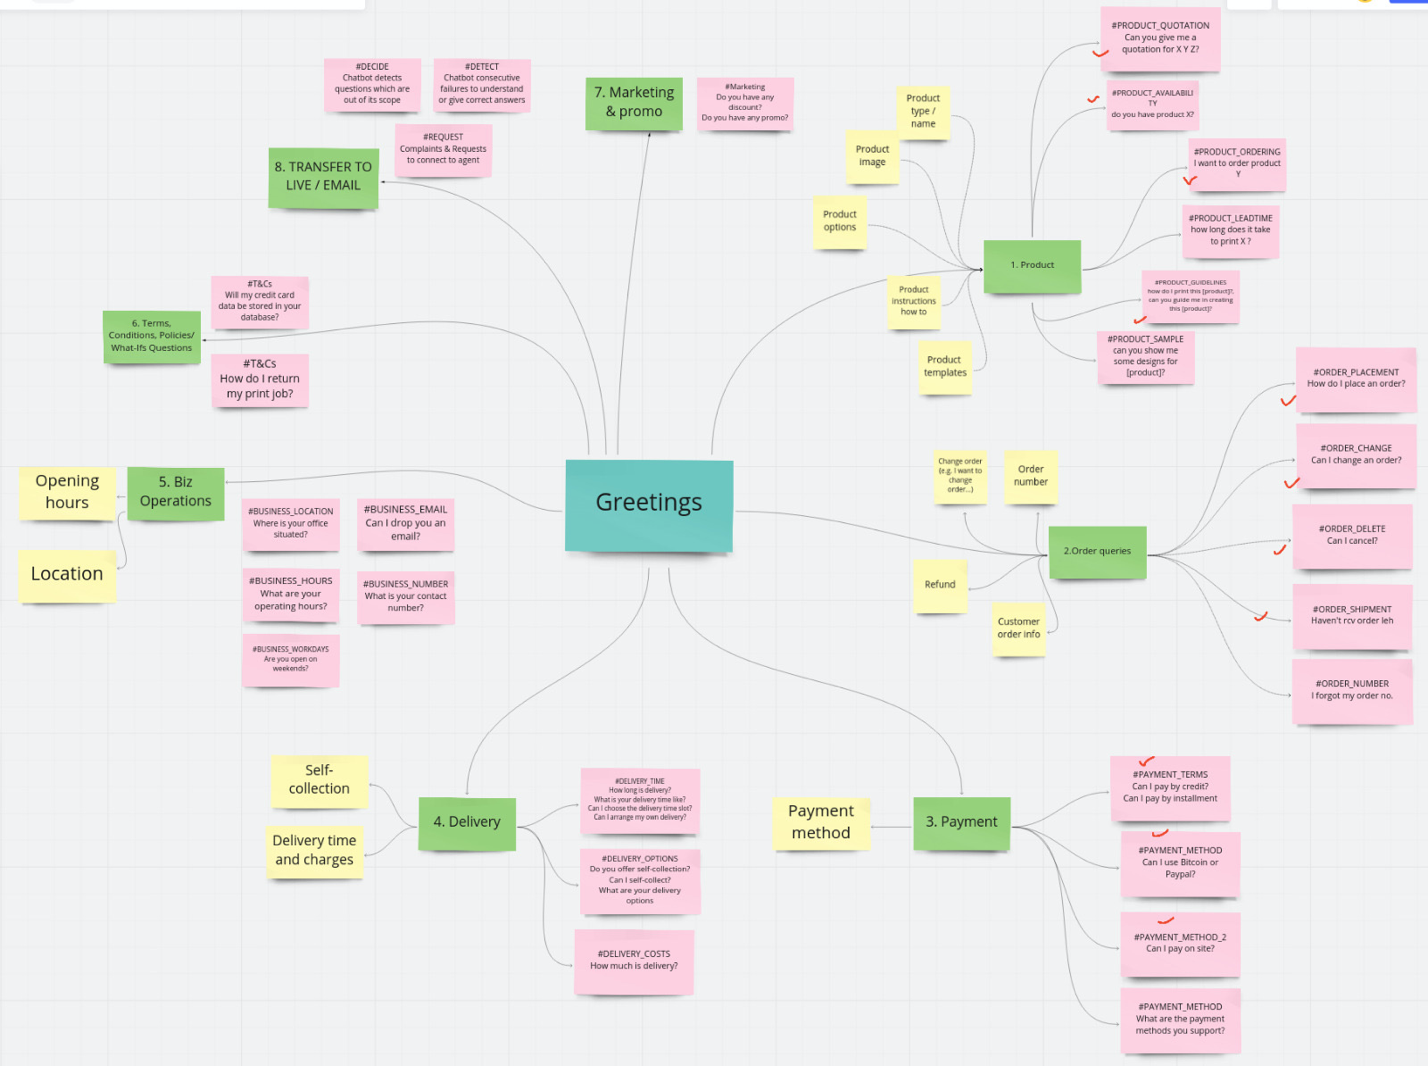 #PRODUCT_QUOTATION
Can you give me a
quotation for X Y Z?
#PRODUCT_AVAILABILI
TY
do you have product X?
#PRODUCT_ORDERING
I want to order product
Y
#PRODUCT_LEADTIME
how long does it take
to print X ?
#PRODUCT_GUIDELINES
how do I print this [product]?,
can you guide me in creating
this [product]?
#PRODUCT_SAMPLE
can you show me
some designs for
[product]?
1. Product
Product
type /
name
Product
image
Product
options
Product
instructions
how to
Product
templates
7. Marketing
& promo
#Marketing
Do you have any
discount?
Do you have any promo?
#DECIDE
Chatbot detects
questions which are
out of its scope
#DETECT
Chatbot consecutive
failures to understand
or give correct answers
#REQUEST
Complaints & Requests
to connect to agent
8. TRANSFER TO
LIVE / EMAIL
#T&Cs
Will my credit card
data be stored in your
database?
6. Terms,
Conditions, Policies/
What-Ifs Questions
#T&Cs
How do I return
my print job?
Opening
hours
5. Biz
Operations
Location
#BUSINESS_LOCATION
Where is your office
situated?
#BUSINESS_EMAIL
Can I drop you an
email?
#BUSINESS_HOURS
What are your
operating hours?
#BUSINESS_NUMBER
What is your contact
number?
#BUSINESS_WORKDAYS
Are you open on
weekends?
Greetings
Change order
(e.g. I want to
change
order...)
Order
number
Refund
Customer
order info
2.Order queries
#ORDER_PLACEMENT
How do I place an order?
#ORDER_CHANGE
Can I change an order?
#ORDER_DELETE
Can I cancel?
#ORDER_SHIPMENT
Haven't rcv order leh
#ORDER_NUMBER
I forgot my order no.
Self-
collection
Delivery time
and charges
4. Delivery
#DELIVERY_TIME
How long is delivery?
What is your delivery time like?
Can I choose the delivery time slot?
Can I arrange my own delivery?
#DELIVERY_OPTIONS
Do you offer self-collection?
Can I self-collect?
What are your delivery
options
#DELIVERY_COSTS
How much is delivery?
Payment
method
3. Payment
#PAYMENT_TERMS
Can I pay by credit?
Can I pay by installment
#PAYMENT_METHOD
Can I use Bitcoin or
Paypal?
#PAYMENT_METHOD_2
Can I pay on site?
#PAYMENT_METHOD
What are the payment
methods you support?